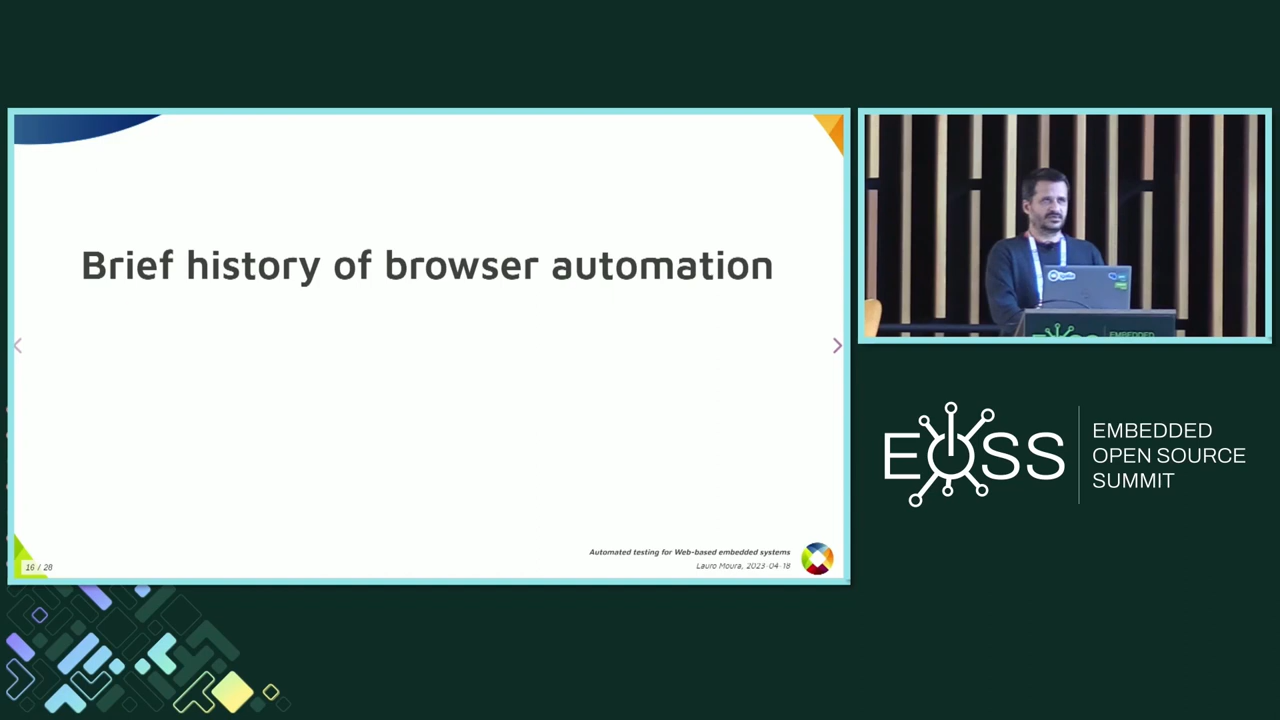 Brief history of browser automation
Automated testing for Web-based embedded systems
Lauro Moura, 2023-04-18
16 / 28
EOSS
EMBEDDED
OPEN SOURCE
SUMMIT
EMBEDDED